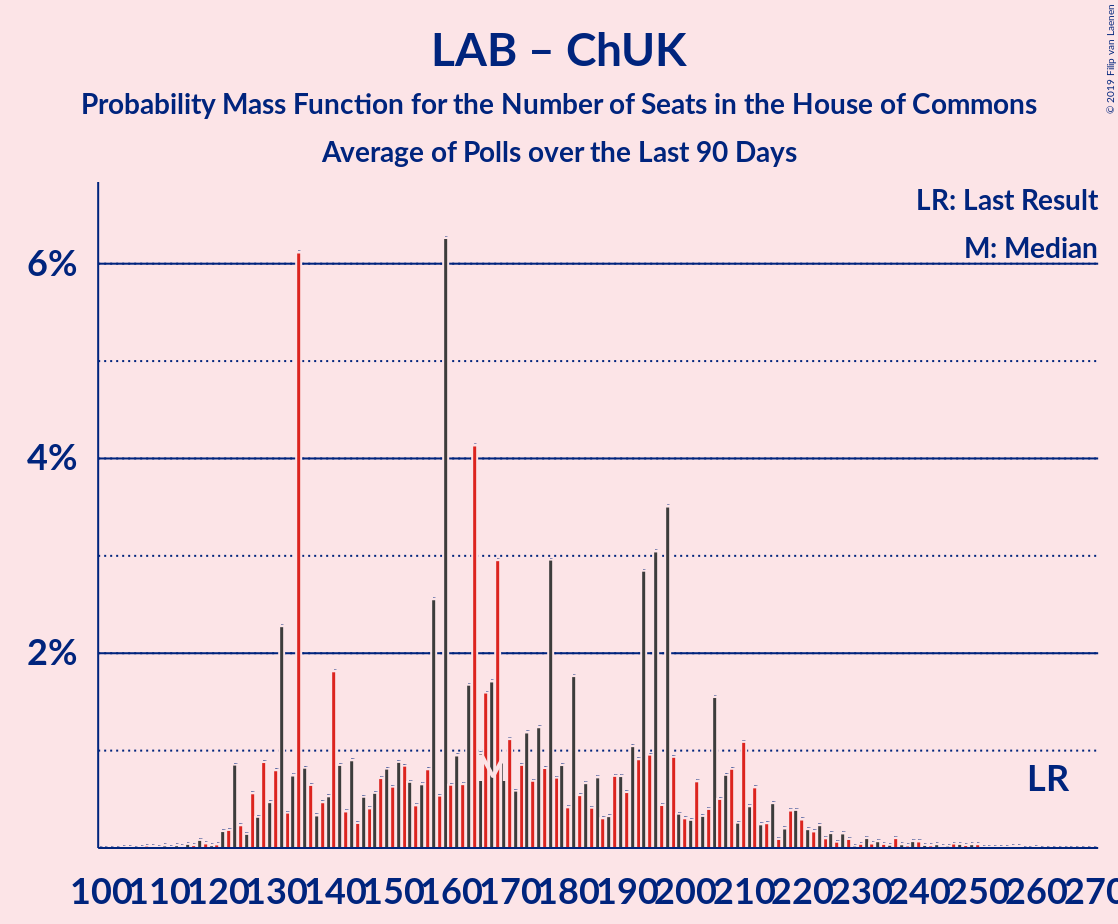 LAB – ChUK
Probability Mass Function for the Number of Seats in the House of Commons
Average of Polls over the Last 90 Days
© 2019 Filip van Laenen
LR: Last Result
M: Median
6%
4%
2%
M
LR
100 110 120 130 140 150 160 170 180 190 200 210 220 230 240 250 260 270